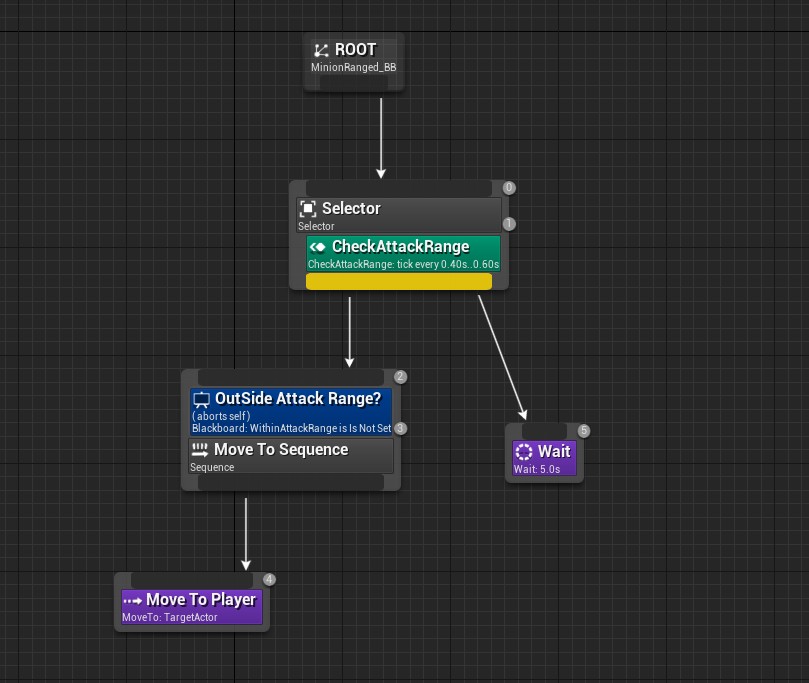 ROOT
MinionRanged_BB
0
Selector
Selector
1
CheckAttackRange
CheckAttackRange: tick every 0.40s..0.60s
2
OutSide Attack Range?
( aborts self )
Blackboard: WithinAttackRange is Is Not Set
3
Move To Sequence
Sequence
5
Wait
Wait: 5.0s
4
Move To Player
MoveTo: TargetActor